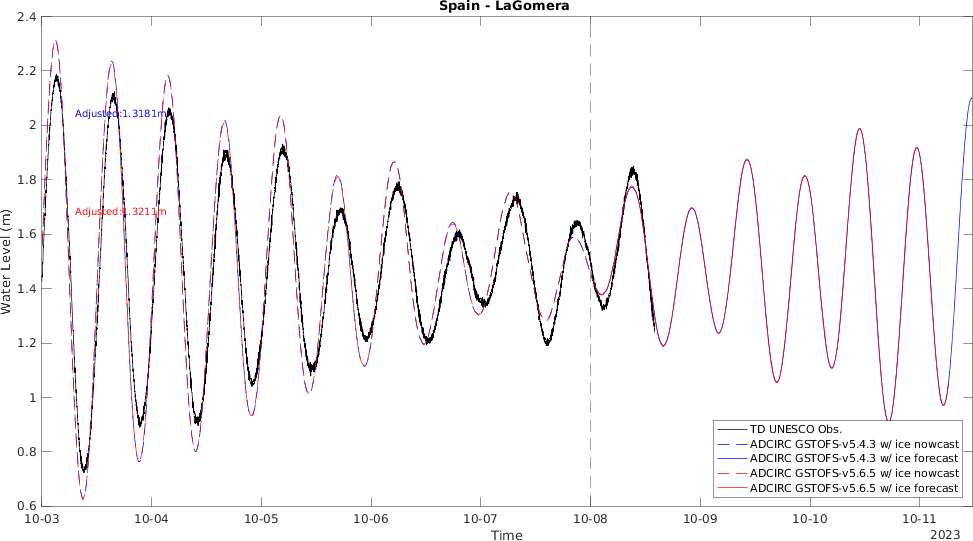 Spain - LaGomera
2.4
2.2
2
1.8
1.6
1.4
1.2
1
0.8
0.6
Water Level (m)
Adjusted:1.3181m
Adjusted:1.3211m
TD UNESCO Obs.
ADCIRC GSTOFS-v5.4.3 w/ ice nowcast
ADCIRC GSTOFS-v5.4.3 w/ ice forecast
ADCIRC GSTOFS-v5.6.5 w/ ice nowcast
ADCIRC GSTOFS-v5.6.5 w/ ice forecast
10-03 10-04 10-05 10-06 10-07 10-08 10-09 10-10 10-11
Time
2023